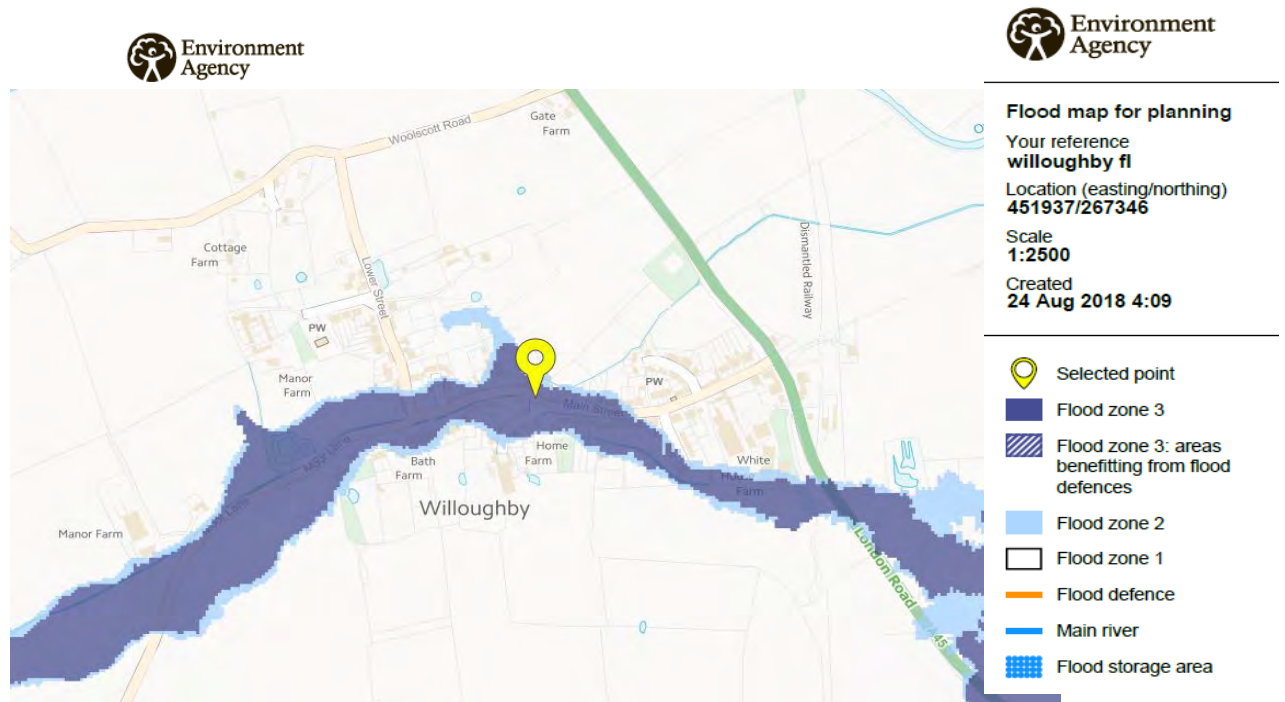 Environment
Agency
Environment
Agency
Gate
Farm
Woolscott Road
Cottage
Farm
Lower Street
Dismantled Railway
PW
Manor
Farm
PW
Main Street
Moor Lane
Home
Farm
Bath
Farm
White
Farm
Willoughby
Manor Farm
Lane
London Road
A45
Flood map for planning
Your reference
willoughby fl
Location (easting/northing)
451937/267346
Scale
1:2500
Created
24 Aug 2018 4:09
Selected point
Flood zone 3
Flood zone 3: areas
benefitting from flood
defences
Flood zone 2
Flood zone 1
Flood defence
Main river
Flood storage area